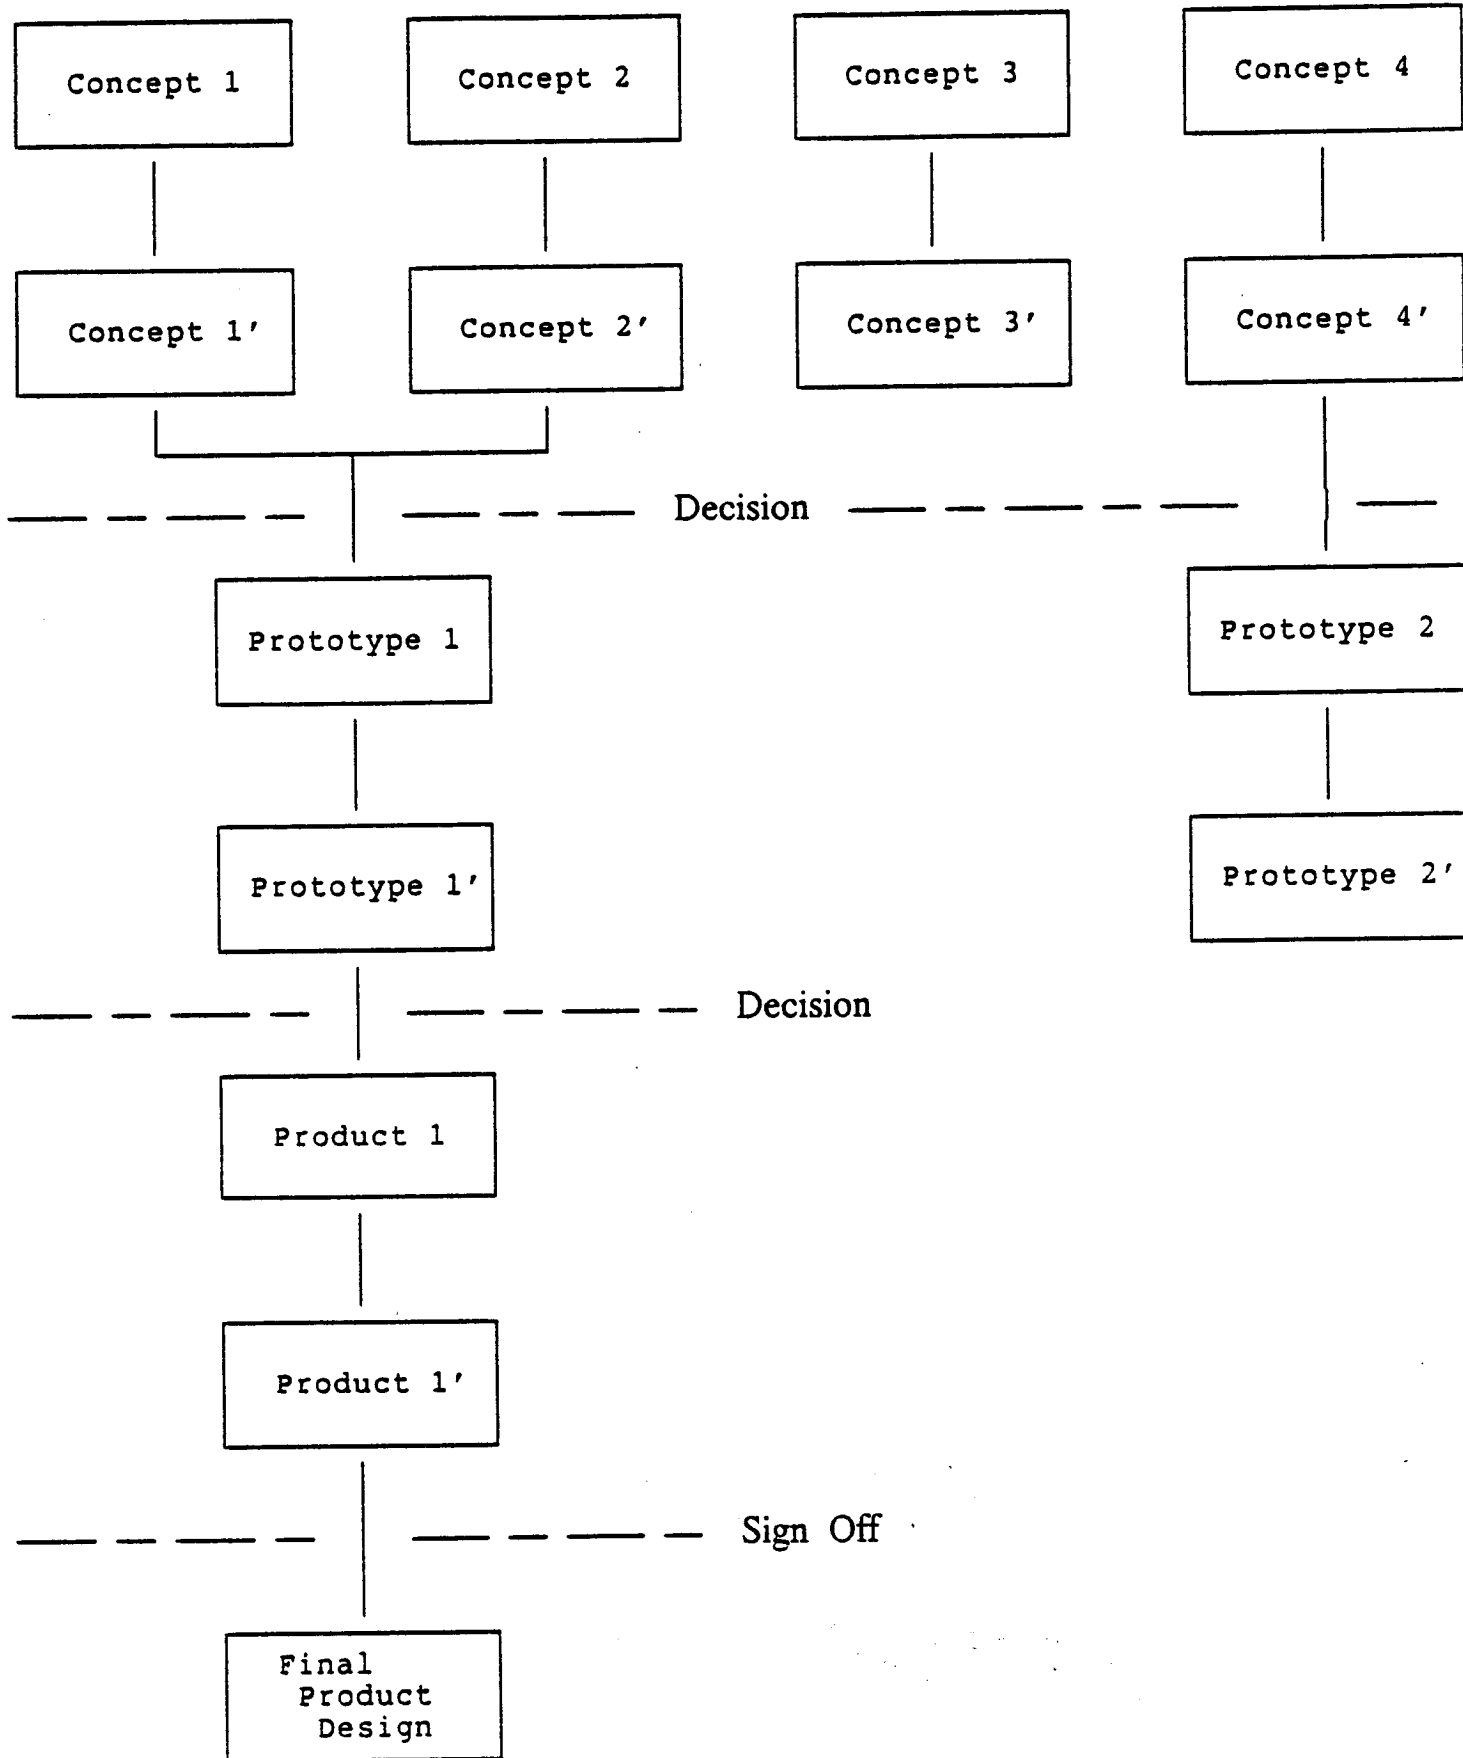 Concept 1
Concept 2
Concept 3
Concept 4
Concept 1'
Concept 2'
Concept 3'
Concept 4'
Decision
Prototype 1
Prototype 2
Prototype 1'
Prototype 2'
Decision
Product 1
Product 1'
Sign Off
Final
Product
Design